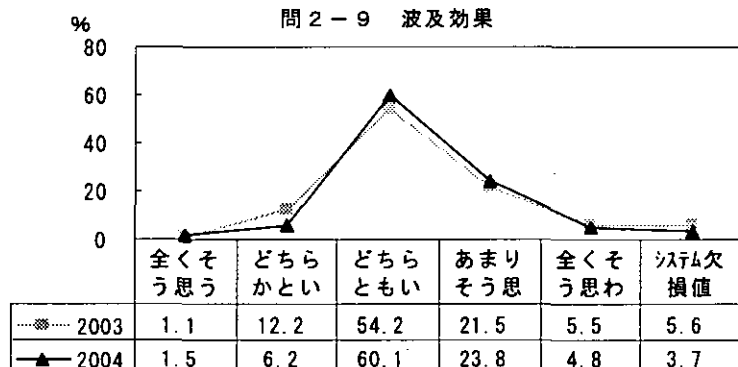 問2-9 波及効果
%
80
60
40
20
0
全くそ どちら どちら あまり 全くそ システム欠
う思う かとい ともい そう思 う思わ 損値
2003 1.1 12.2 54.2 21.5 5.5 5.6
2004 1.5 6.2 60.1 23.8 4.8 3.7